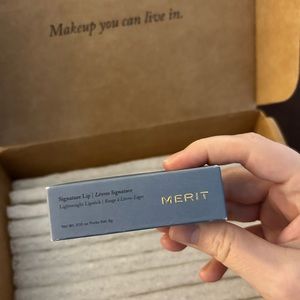 Makeup you can live in.
Signature Lip | Lèvres Signature
Lightweight Lipstick | Rouge à Lèvres Léger
MERIT